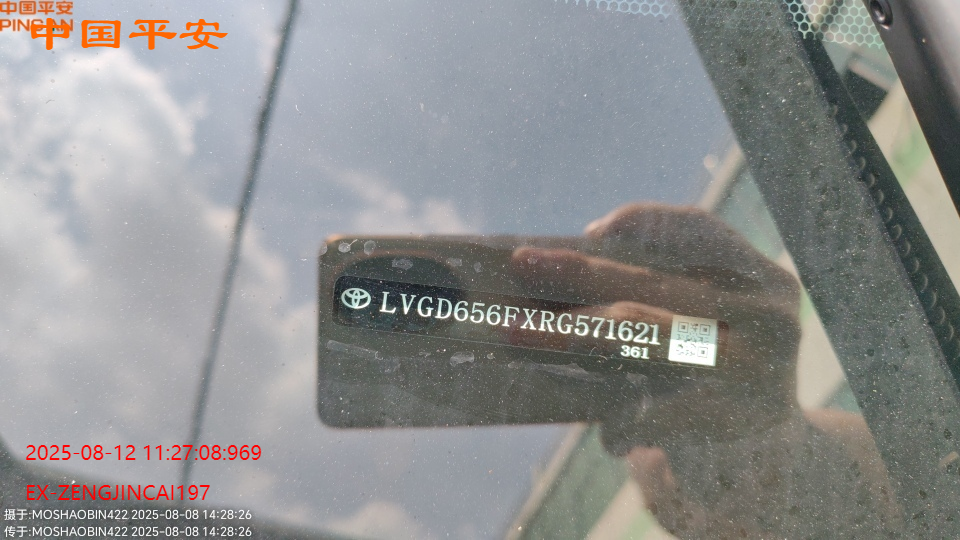 中国平安
PINGAN
中国平安
LVGD656FXRG571621
361
2025-08-12 11:27:08:969
EX-ZENGJINCAI197
摄于:MOSHAOBIN422 2025-08-08 14:28:26
传于:MOSHAOBIN422 2025-08-08 14:28:26